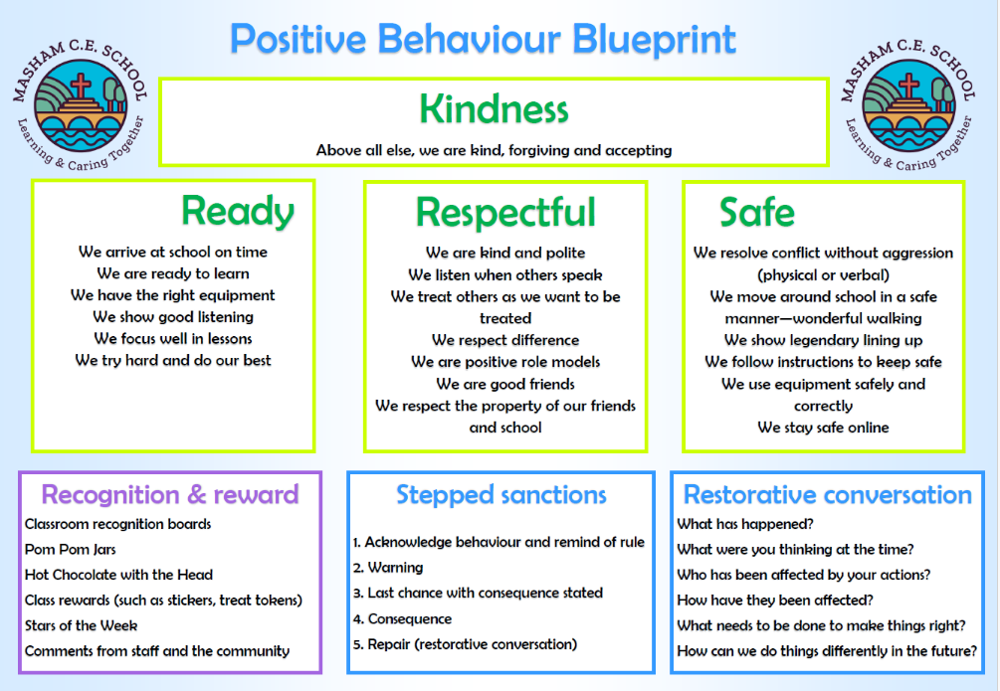 Positive Behaviour Blueprint
MASHAM C.E. SCHOOL
Learning & Caring Together
MASHAM C.E. SCHOOL
Learning & Caring Together
Kindness
Above all else, we are kind, forgiving and accepting
Ready
We arrive at school on time
We are ready to learn
We have the right equipment
We show good listening
We focus well in lessons
We try hard and do our best
Respectful
We are kind and polite
We listen when others speak
We treat others as we want to be
treated
We respect difference
We are positive role models
We are good friends
We respect the property of our friends
and school
Safe
We resolve conflict without aggression
(physical or verbal)
We move around school in a safe
manner—wonderful walking
We show legendary lining up
We follow instructions to keep safe
We use equipment safely and
correctly
We stay safe online
Recognition & reward
Classroom recognition boards
Pom Pom Jars
Hot Chocolate with the Head
Class rewards (such as stickers, treat tokens)
Stars of the Week
Comments from staff and the community
Stepped sanctions
1. Acknowledge behaviour and remind of rule
2. Warning
3. Last chance with consequence stated
4. Consequence
5. Repair (restorative conversation)
Restorative conversation
What has happened?
What were you thinking at the time?
Who has been affected by your actions?
How have they been affected?
What needs to be done to make things right?
How can we do things differently in the future?